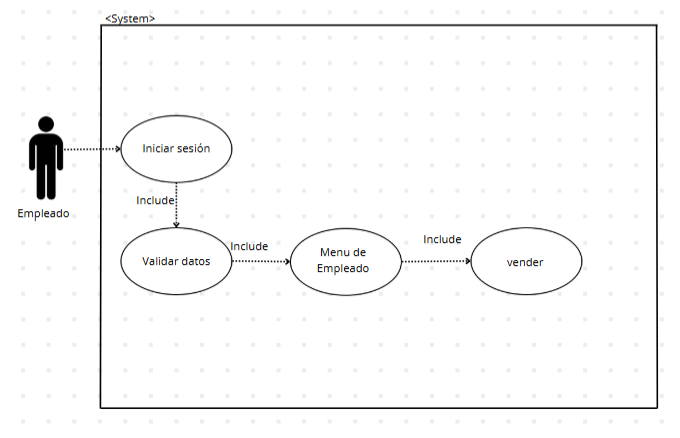 <System>
Iniciar sesión
Empleado
Include
Validar datos
Include
Menu de
Empleado
Include
vender